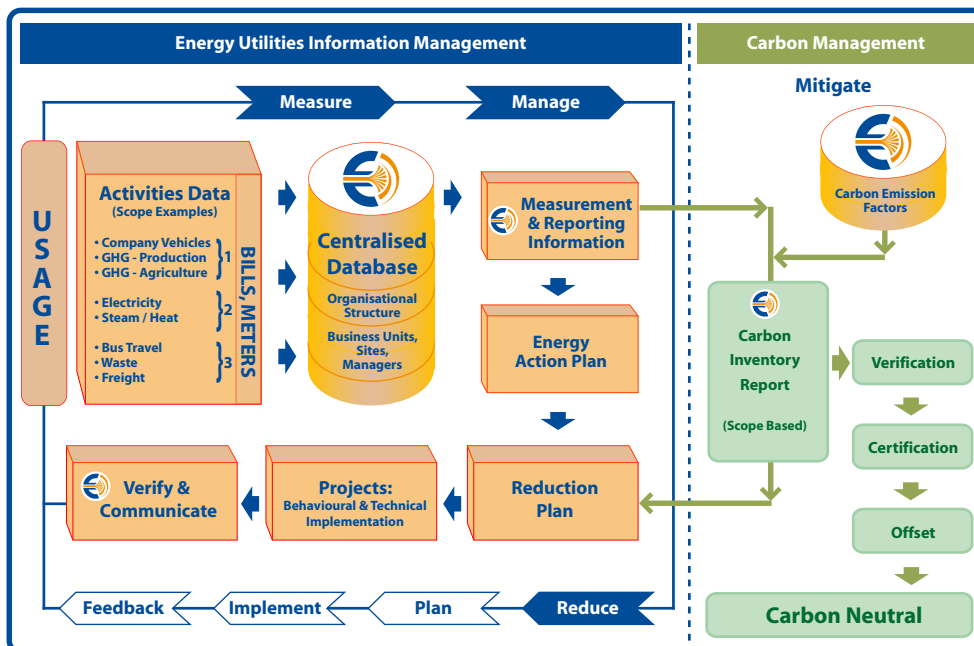 Energy Utilities Information Management
Carbon Management
Measure
Manage
Mitigate
USAGE
Activities Data
(Scope Examples)
• Company Vehicles
• GHG - Production
• GHG - Agriculture
1
• Electricity
• Steam / Heat
2
• Bus Travel
• Waste
• Freight
3
BILLS, METERS
Centralised
Database
Organisational
Structure
Business Units,
Sites,
Managers
Measurement
& Reporting
Information
Energy
Action Plan
Reduction
Plan
Projects:
Behavioural & Technical
Implementation
Verify &
Communicate
Feedback
Implement
Plan
Reduce
Carbon Emission
Factors
Carbon
Inventory
Report
(Scope Based)
Verification
Certification
Offset
Carbon Neutral